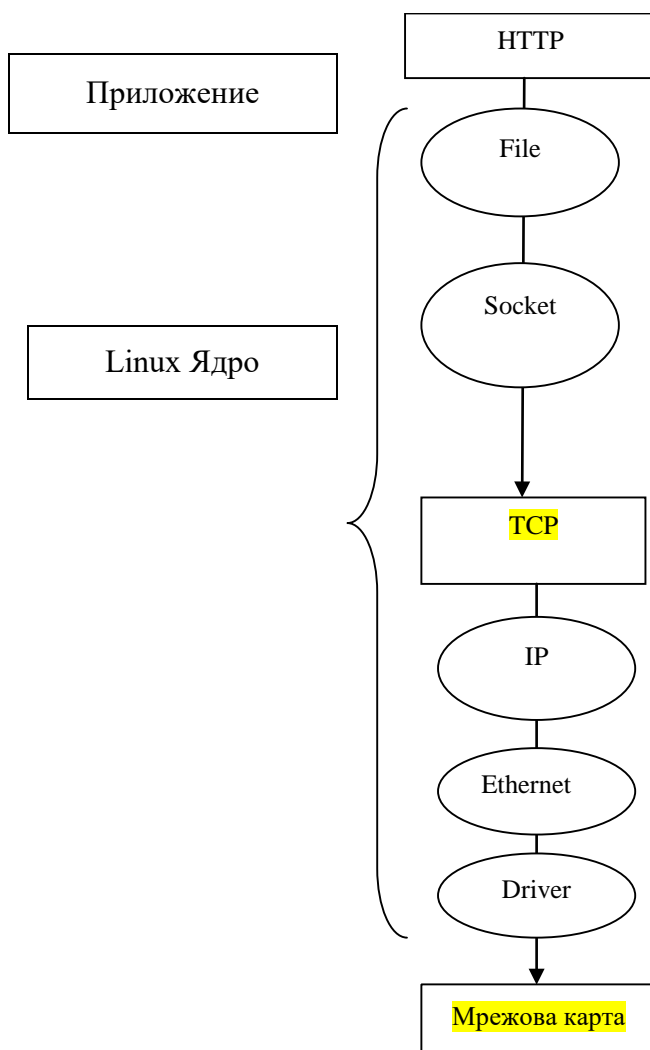 HTTP
Приложение
File
Socket
Linux Ядро
TCP
IP
Ethernet
Driver
Мрежова карта